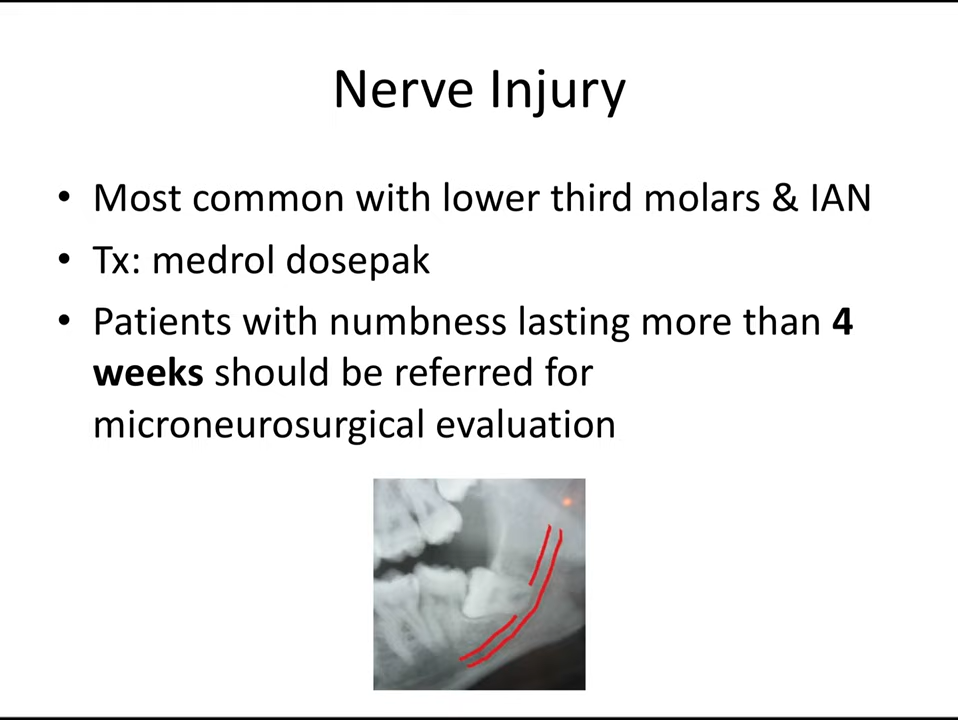 Nerve Injury
• Most common with lower third molars & IAN
• Tx: medrol dosepak
• Patients with numbness lasting more than 4
weeks should be referred for
microneurosurgical evaluation